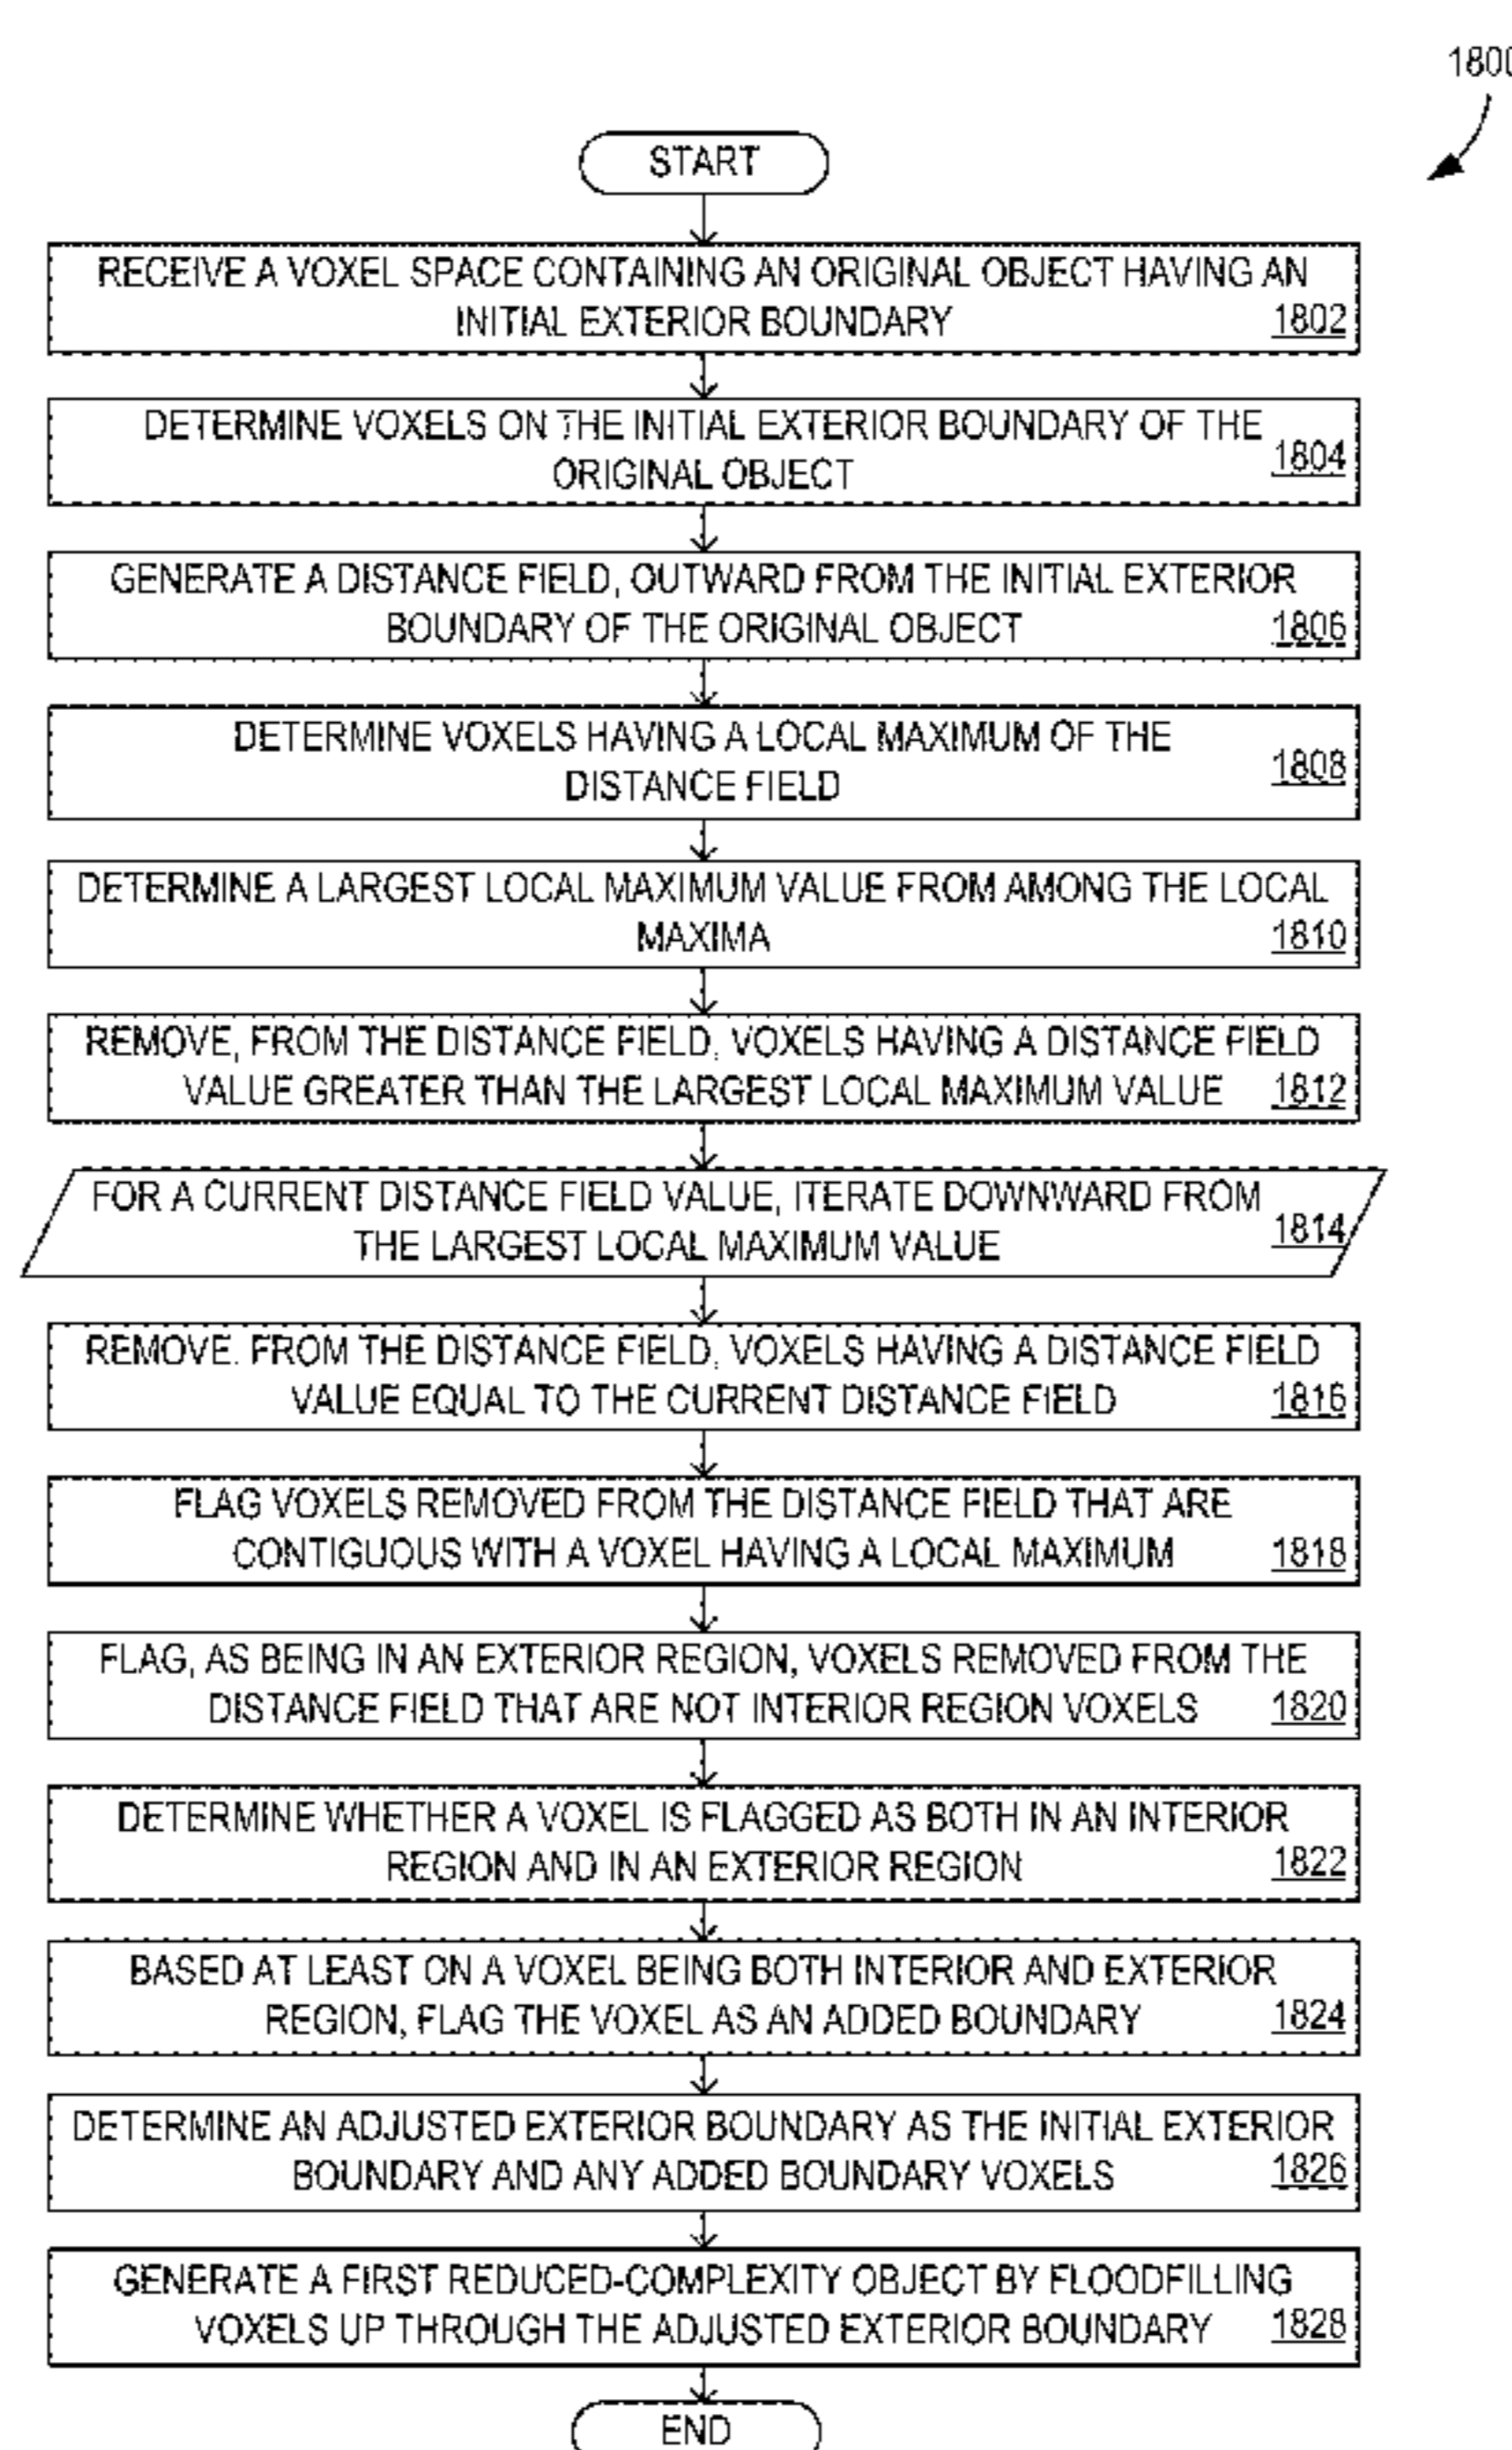 1800
START
RECEIVE A VOXEL SPACE CONTAINING AN ORIGINAL OBJECT HAVING AN
INITIAL EXTERIOR BOUNDARY 1802
DETERMINE VOXELS ON THE INITIAL EXTERIOR BOUNDARY OF THE
ORIGINAL OBJECT 1804
GENERATE A DISTANCE FIELD, OUTWARD FROM THE INITIAL EXTERIOR
BOUNDARY OF THE ORIGINAL OBJECT 1806
DETERMINE VOXELS HAVING A LOCAL MAXIMUM OF THE
DISTANCE FIELD 1808
DETERMINE A LARGEST LOCAL MAXIMUM VALUE FROM AMONG THE LOCAL
MAXIMA 1810
REMOVE, FROM THE DISTANCE FIELD, VOXELS HAVING A DISTANCE FIELD
VALUE GREATER THAN THE LARGEST LOCAL MAXIMUM VALUE 1812
FOR A CURRENT DISTANCE FIELD VALUE, ITERATE DOWNWARD FROM
THE LARGEST LOCAL MAXIMUM VALUE 1814
REMOVE, FROM THE DISTANCE FIELD, VOXELS HAVING A DISTANCE FIELD
VALUE EQUAL TO THE CURRENT DISTANCE FIELD 1816
FLAG VOXELS REMOVED FROM THE DISTANCE FIELD THAT ARE
CONTIGUOUS WITH A VOXEL HAVING A LOCAL MAXIMUM 1818
FLAG, AS BEING IN AN EXTERIOR REGION, VOXELS REMOVED FROM THE
DISTANCE FIELD THAT ARE NOT INTERIOR REGION VOXELS 1820
DETERMINE WHETHER A VOXEL IS FLAGGED AS BOTH IN AN INTERIOR
REGION AND IN AN EXTERIOR REGION 1822
BASED AT LEAST ON A VOXEL BEING BOTH INTERIOR AND EXTERIOR
REGION, FLAG THE VOXEL AS AN ADDED BOUNDARY 1824
DETERMINE AN ADJUSTED EXTERIOR BOUNDARY AS THE INITIAL EXTERIOR
BOUNDARY AND ANY ADDED BOUNDARY VOXELS 1826
GENERATE A FIRST REDUCED-COMPLEXITY OBJECT BY FLOODFILLING
VOXELS UP THROUGH THE ADJUSTED EXTERIOR BOUNDARY 1828
END